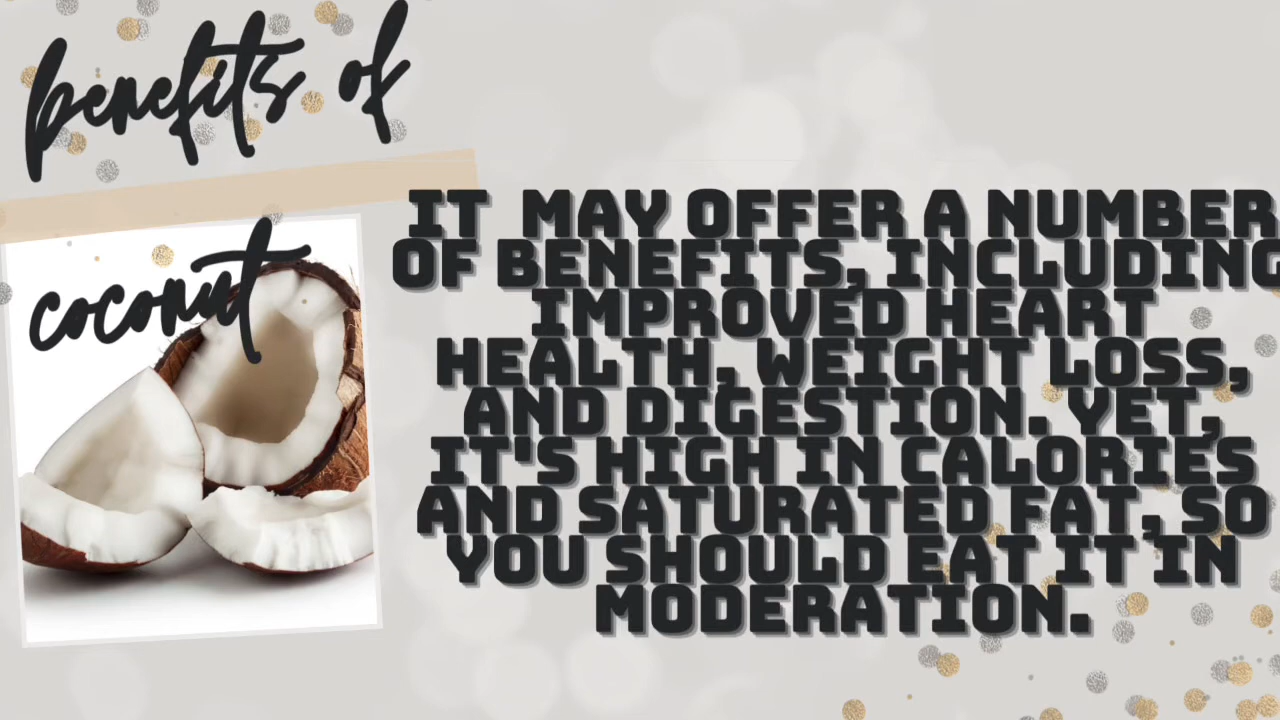 benefits of
coconut
IT MAY OFFER A NUMBER
OF BENEFITS, INCLUDING
IMPROVED HEART
HEALTH, WEIGHT LOSS,
AND DIGESTION. YET,
IT'S HIGH IN CALORIES
AND SATURATED FAT, SO
YOU SHOULD EAT IT IN
MODERATION.